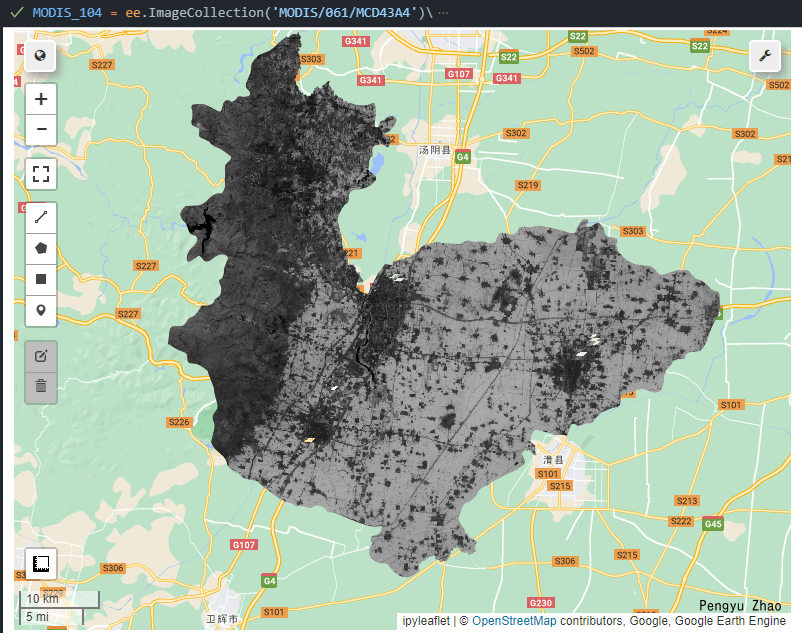 MODIS_104 = ee.ImageCollection('MODIS/061/MCD43A4')\ ···
G341
S303
S227
G341
G107
G341
S22
S22
S502
S224
S22
S502
汤阴县
G4
S302
S302
S219
S303
S227
S227
S226
S101
滑县
S101
S215
S213
S222
G45
G107
G4
S306
S306
S215
G230
S101
卫辉市
10 km
5 mi
Pengyu Zhao
ipyleaflet | © OpenStreetMap contributors, Google, Google Earth Engine